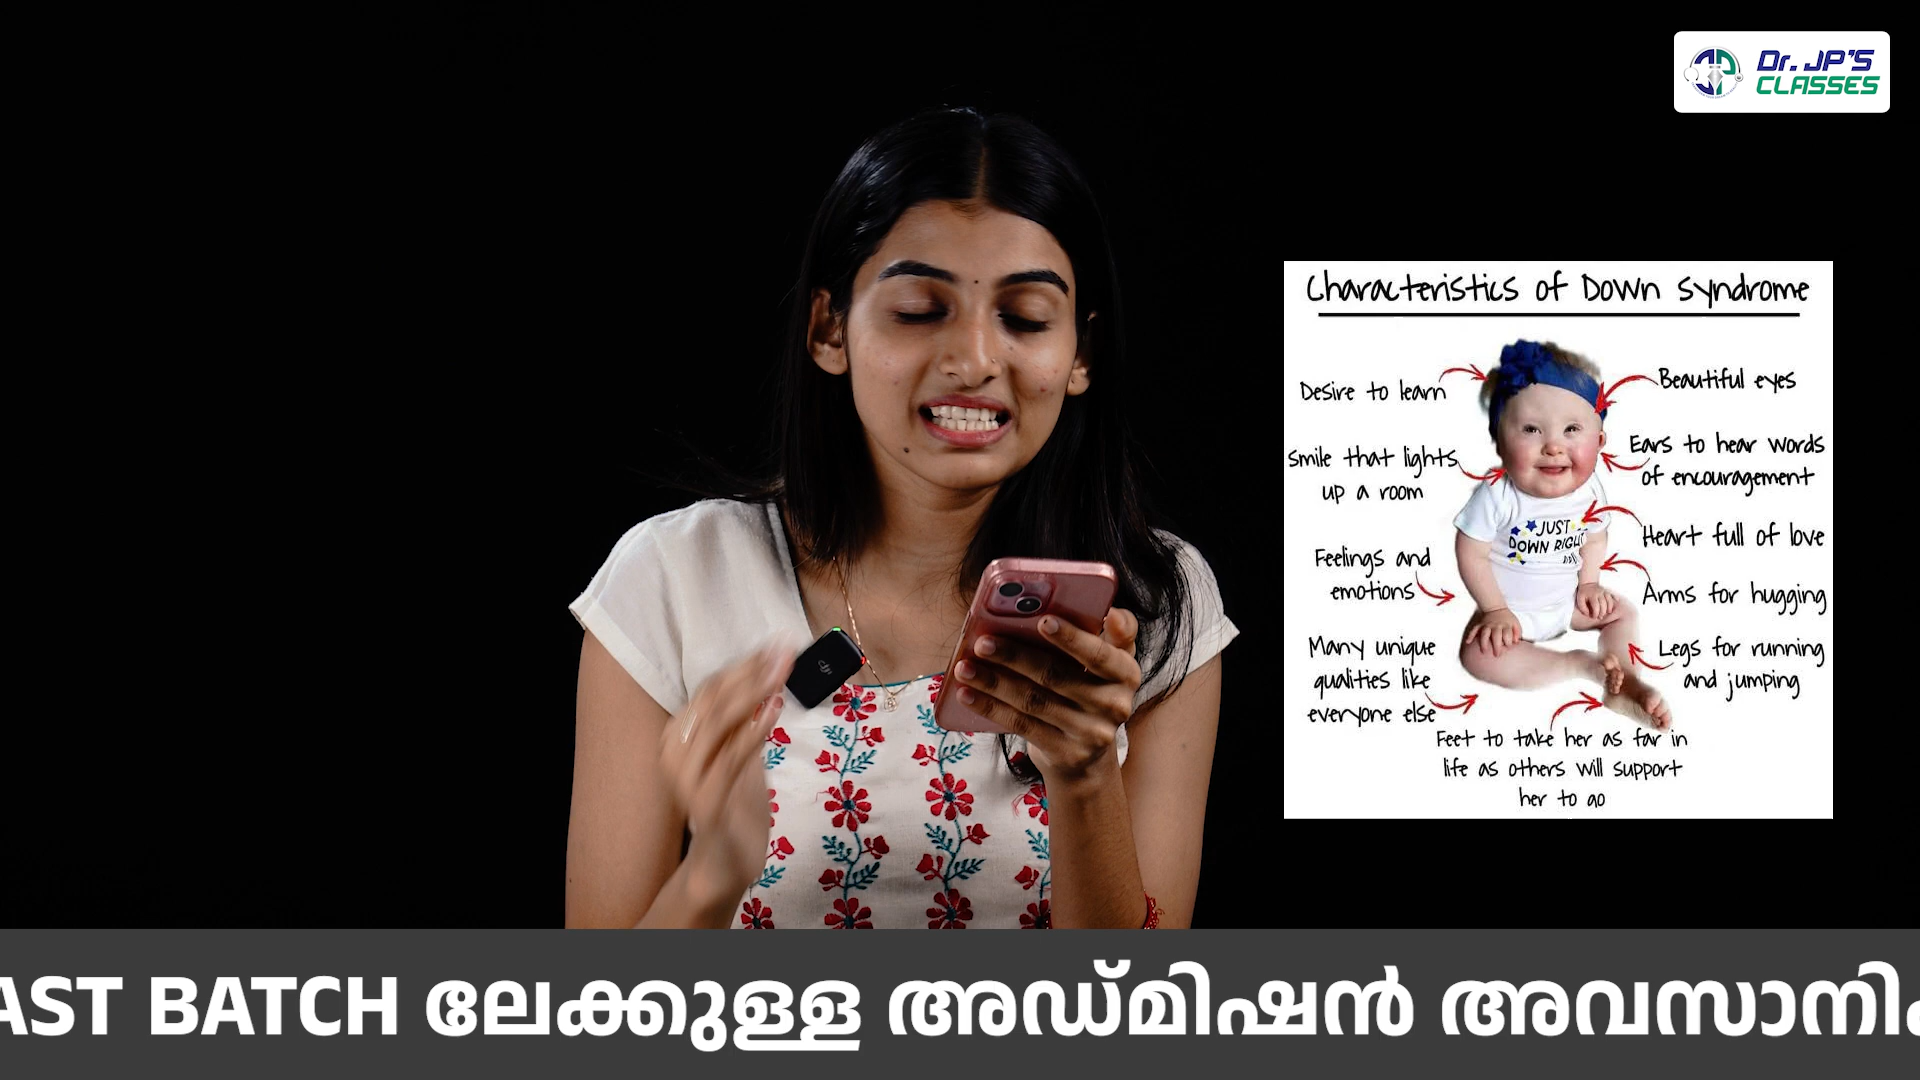 Dr. JP'S
CLASSES
Characteristics of Down syndrome
Desire to learn
Beautiful eyes
Smile that lights
up a room
Ears to hear words
of encouragement
JUST
DOWN RIGHT
Heart full of love
Feelings and
emotions
Arms for hugging
Many unique
qualities like
everyone else
Legs for running
and jumping
Feet to take her as far in
life as others will support
her to go
dji
AST BATCH ലേക്കുള്ള അഡ്മിഷൻ അവസാനി